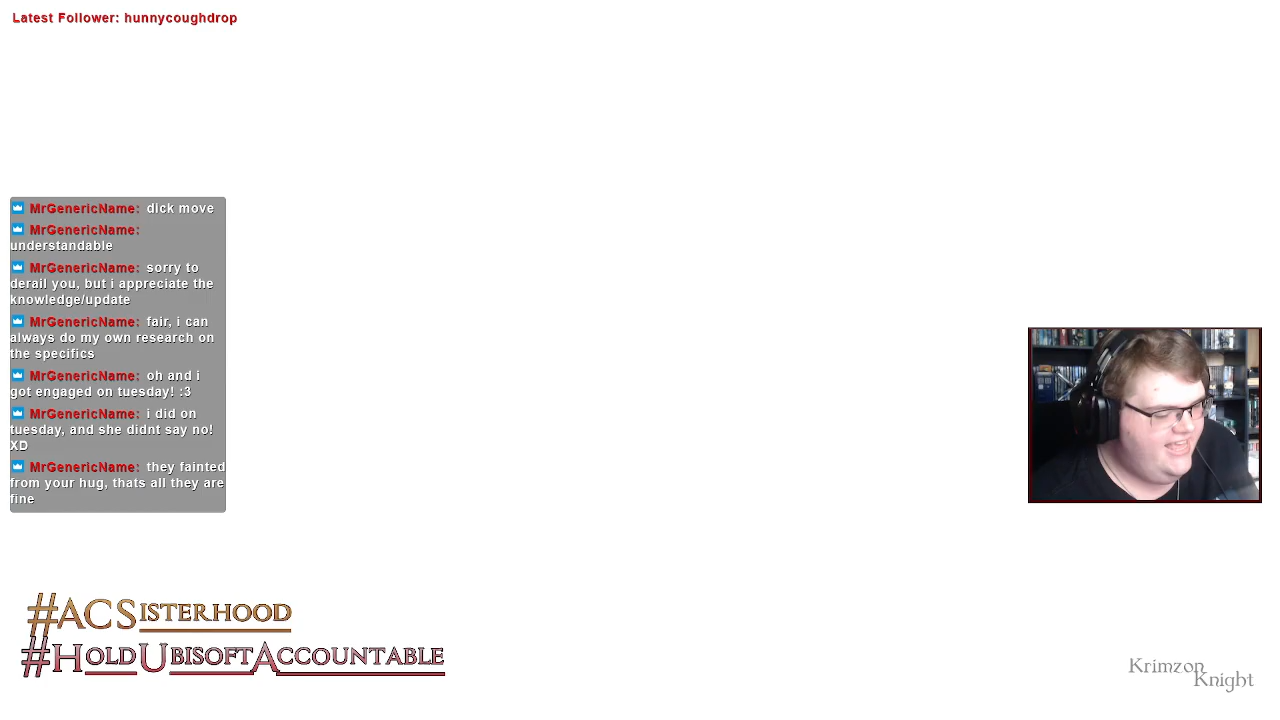 Latest Follower: hunnycoughdrop
MrGenericName: dick move
MrGenericName:
understandable
MrGenericName: sorry to
derail you, but i appreciate the
knowledge/update
MrGenericName: fair, i can
always do my own research on
the specifics
MrGenericName: oh and i
got engaged on tuesday! :3
MrGenericName: i did on
tuesday, and she didnt say no!
XD
MrGenericName: they fainted
from your hug, thats all they are
fine
#ACSisterhood
#HoldUbisoftAccountable
Krimzon
Knight